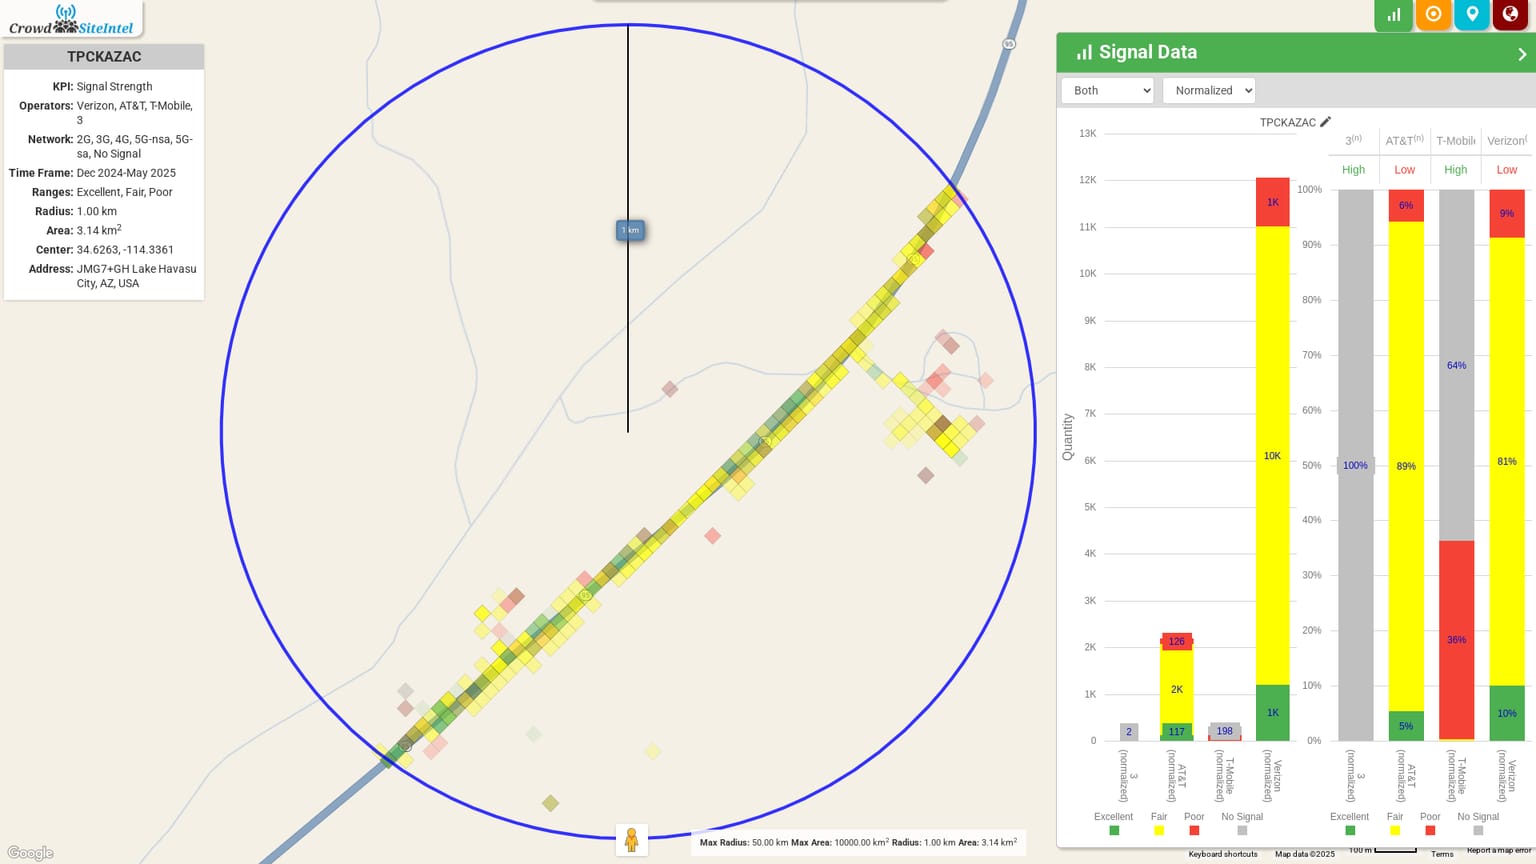 Crowd SiteIntel
TPCKAZAC
KPI: Signal Strength
Operators: Verizon, AT&T, T-Mobile,
3
Network: 2G, 3G, 4G, 5G-nsa, 5G-
sa, No Signal
Time Frame: Dec 2024-May 2025
Ranges: Excellent, Fair, Poor
Radius: 1.00 km
Area: 3.14 km²
Center: 34.6263, -114.3361
Address: JMG7+GH Lake Havasu
City, AZ, USA
95
1 km
95
95
Google
Max Radius: 50.00 km Max Area: 10000.00 km² Radius: 1.00 km Area: 3.14 km²
Signal Data
Both
Normalized
TPCKAZAC
3(n) AT&T(n) T-Mobile Verizon(
High Low High Low
Quantity
13K
12K
11K
10K
9K
8K
7K
6K
5K
4K
3K
2K
1K
0
2
126
2K
117
198
1K
10K
1K
3 (normalized)
AT&T (normalized)
T-Mobile (normalized)
Verizon (normalized)
Excellent Fair Poor No Signal
100%
90%
80%
70%
60%
50%
40%
30%
20%
10%
0%
100%
6%
89%
5%
64%
36%
9%
81%
10%
3 (normalized)
AT&T (normalized)
T-Mobile (normalized)
Verizon (normalized)
Excellent Fair Poor No Signal
Keyboard shortcuts Map data ©2025 100 m Terms Report a map error